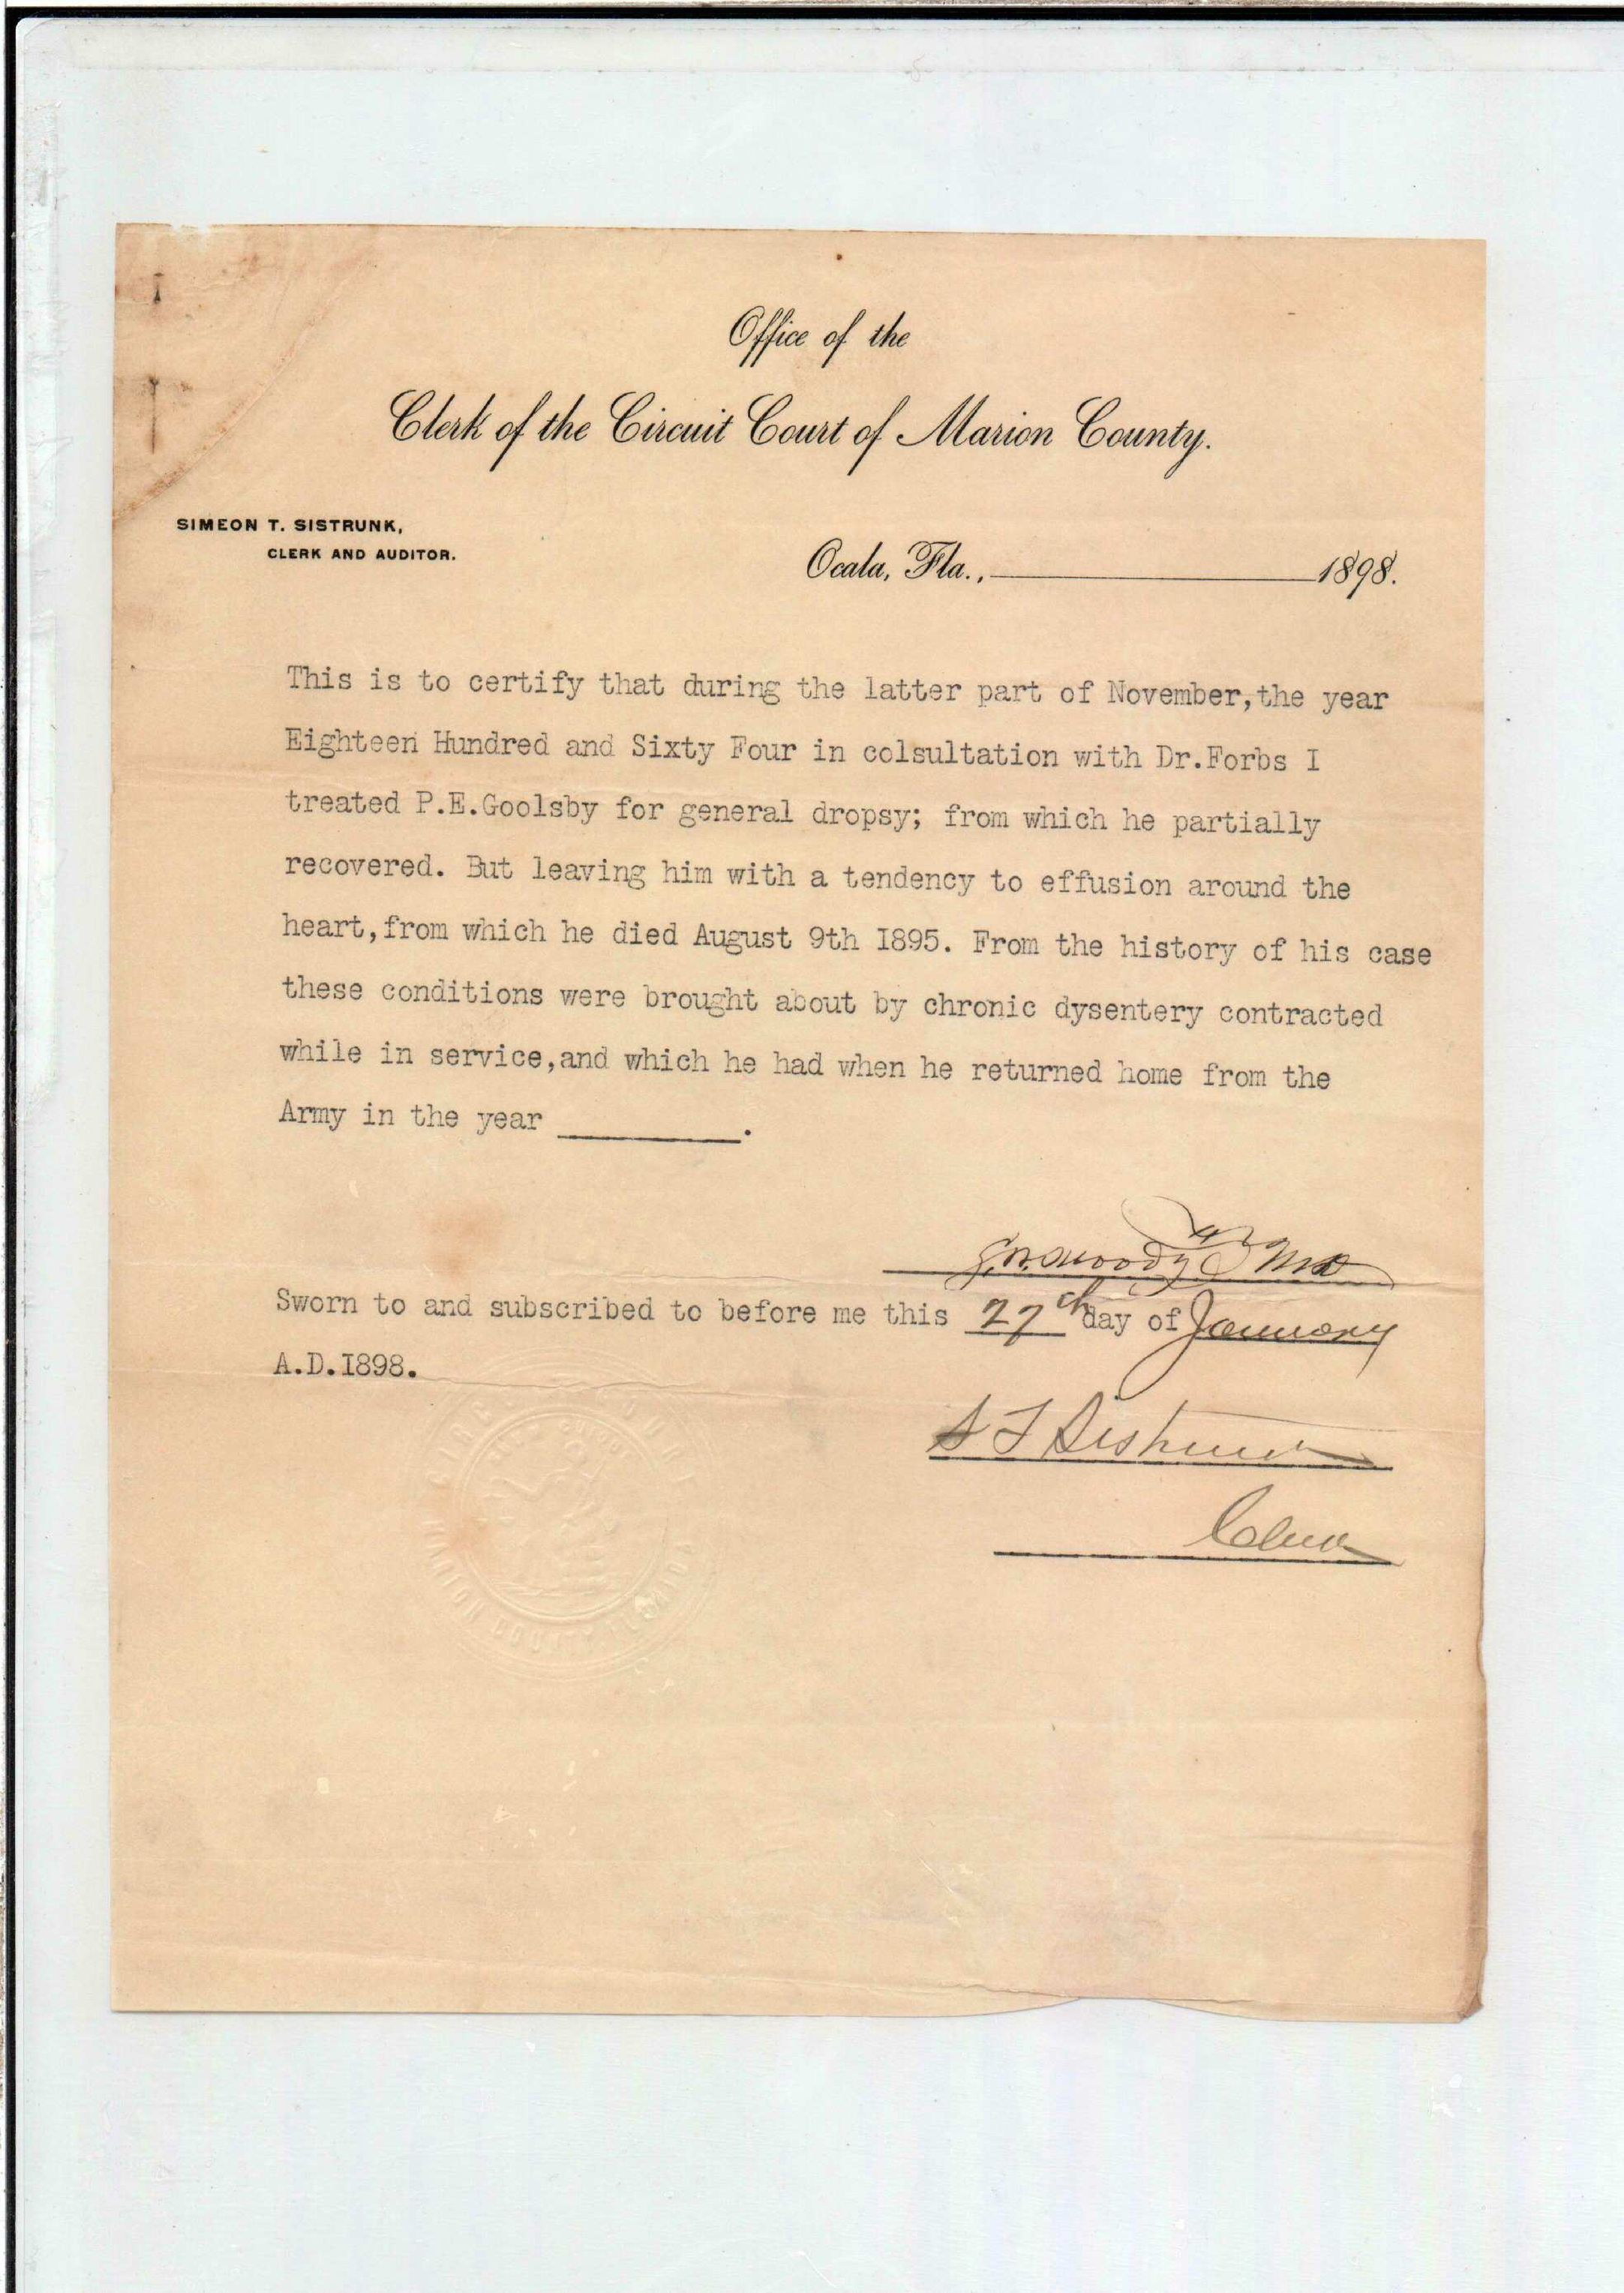 Office of the
Clerk of the Circuit Court of Marion County.
SIMEON T. SISTRUNK,
CLERK AND AUDITOR.
Ocala, Fla., 1898.
This is to certify that during the latter part of November,the year
Eighteen Hundred and Sixty Four in colsultation with Dr.Forbs I
treated P.E.Goolsby for general dropsy; from which he partially
recovered. But leaving him with a tendency to effusion around the
heart,from which he died August 9th I895. From the history of his case
these conditions were brought about by chronic dysentery contracted
while in service,and which he had when he returned home from the
Army in the year ________.
MD
Sworn to and subscribed to before me this 27th day of January
A.D.I898.
S T Sistrunk
Clerk
MARION COUNTY